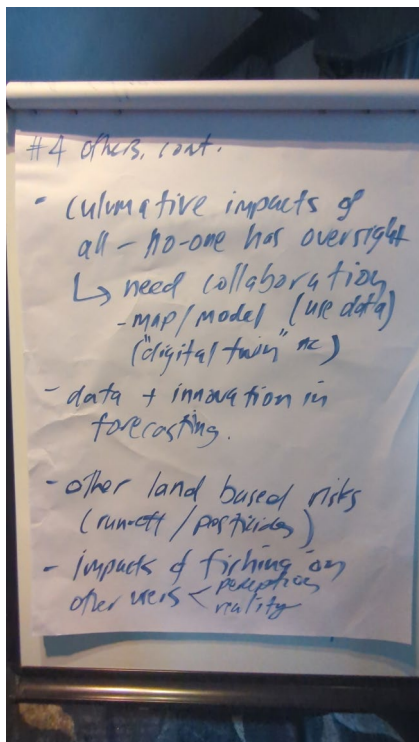 #4 others, cont.
- culumative impacts of
all - no-one has oversight
↳ need collaboration
- map/model (use data)
("digital twin" etc)
- data + innovation in
forecasting.
- other land based risks
(run-off / pesticides)
- impacts of fishing on
other users < perception
reality